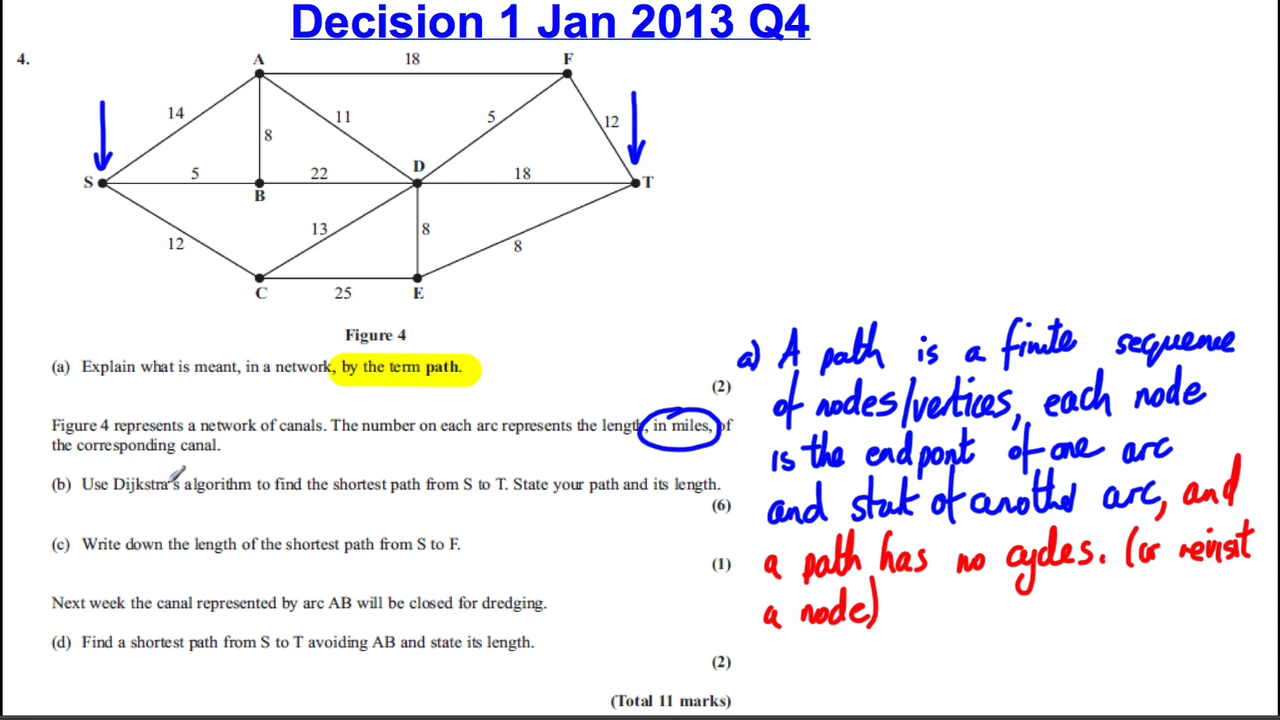 Decision 1 Jan 2013 Q4
4.
A 18 F
14 11 5 12
8
S 5 B 22 D 18 T
12 13 8 8
C 25 E
Figure 4
(a) Explain what is meant, in a network, by the term path.
(2)
Figure 4 represents a network of canals. The number on each arc represents the length, in miles, of
the corresponding canal.
(b) Use Dijkstra's algorithm to find the shortest path from S to T. State your path and its length.
(6)
(c) Write down the length of the shortest path from S to F.
(1)
Next week the canal represented by arc AB will be closed for dredging.
(d) Find a shortest path from S to T avoiding AB and state its length.
(2)
(Total 11 marks)
a) A path is a finite sequence
of nodes/vertices, each node
is the endpoint of one arc
and start of another arc, and
a path has no cycles. (or revisit
a node)